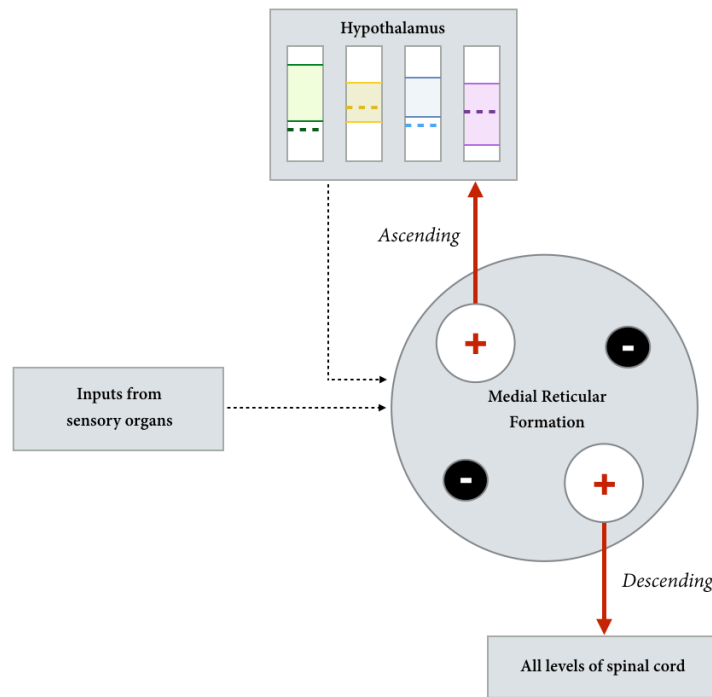 Hypothalamus
Ascending
+
-
Inputs from
sensory organs
Medial Reticular
Formation
-
+
Descending
All levels of spinal cord